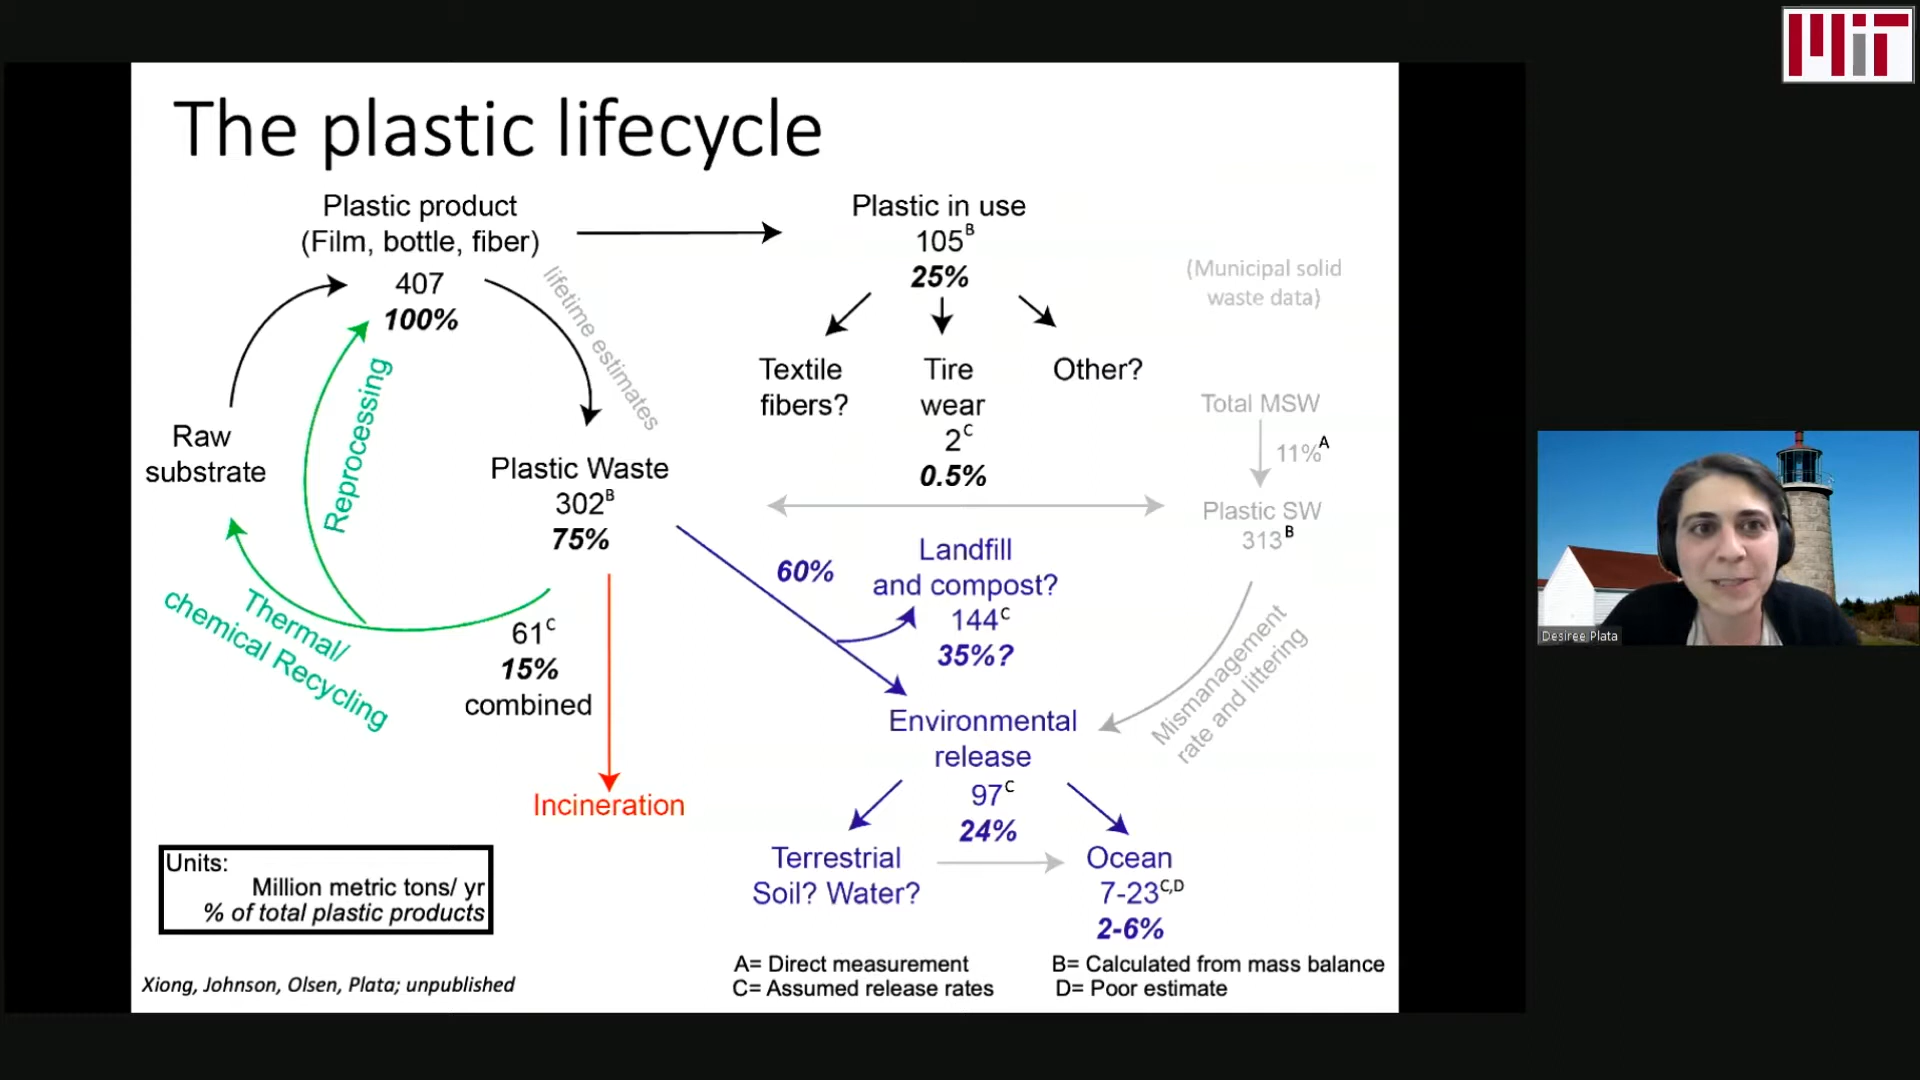 MIT
The plastic lifecycle
Plastic product
(Film, bottle, fiber)
407
100%
Plastic in use
105B
25%
(Municipal solid
waste data)
lifetime estimates
Textile
fibers?
Tire
wear
2C
0.5%
Other?
Total MSW
11%A
Plastic SW
313B
Raw
substrate
Reprocessing
Plastic Waste
302B
75%
60%
Landfill
and compost?
144C
35%?
Thermal/
chemical Recycling
61C
15%
combined
Mismanagement
rate and littering
Environmental
release
97C
24%
Incineration
Terrestrial
Soil? Water?
Ocean
7-23C,D
2-6%
Units:
Million metric tons/ yr
% of total plastic products
A= Direct measurement
B= Calculated from mass balance
C= Assumed release rates
D= Poor estimate
Xiong, Johnson, Olsen, Plata; unpublished
Desiree Plata